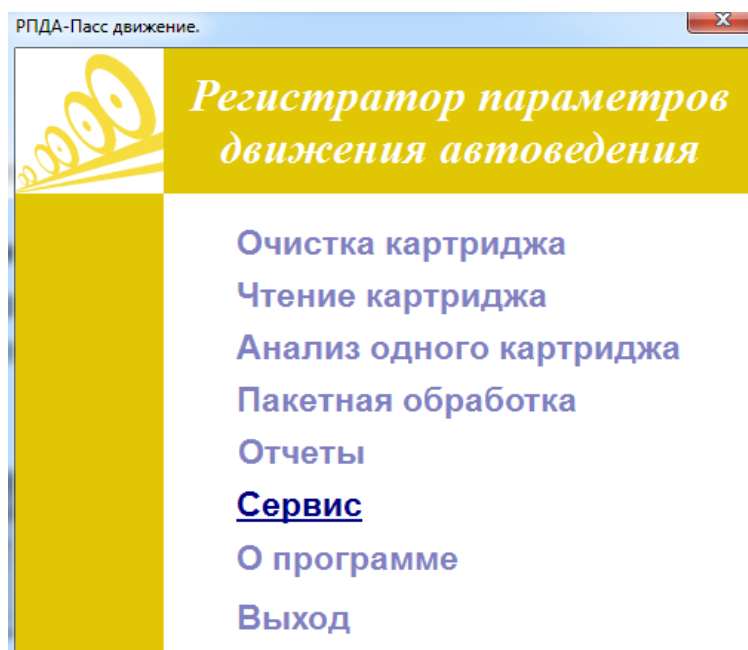 РПДА-Пасс движение.
Регистратор параметров
движения автоведения
Очистка картриджа
Чтение картриджа
Анализ одного картриджа
Пакетная обработка
Отчеты
Сервис
О программе
Выход